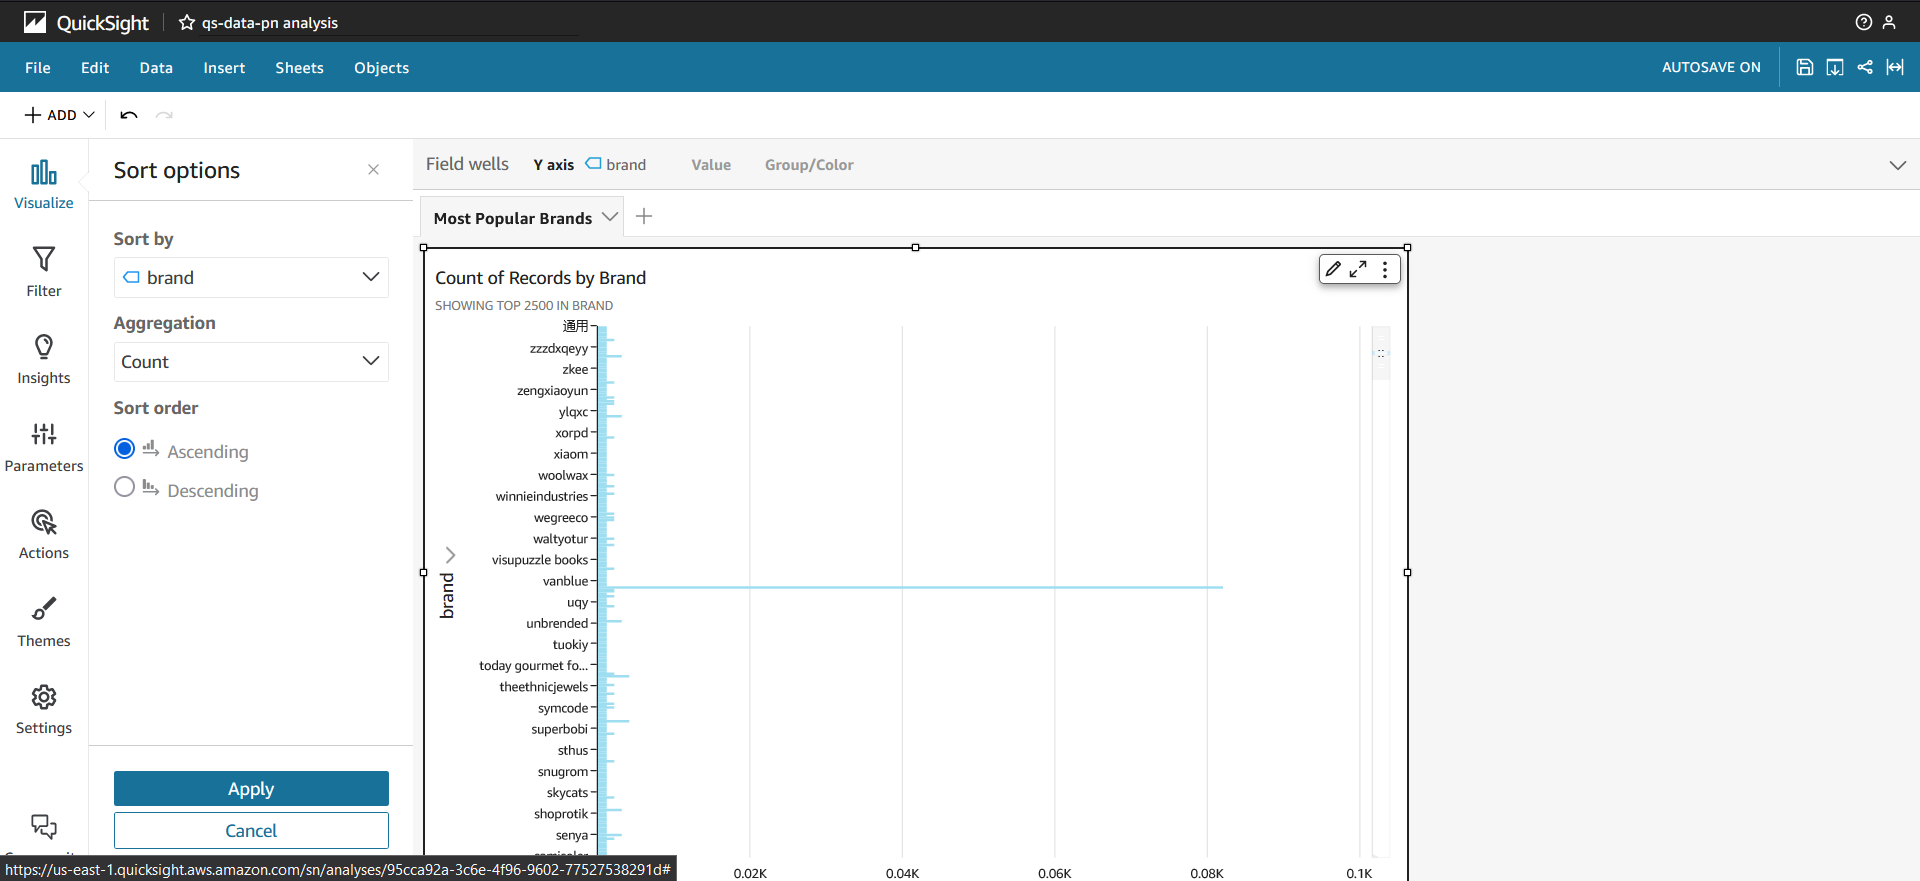 QuickSight
qs-data-pn analysis
File Edit Data Insert Sheets Objects
AUTOSAVE ON
ADD
Visualize
Filter
Insights
Parameters
Actions
Themes
Settings
Sort options
Sort by
brand
Aggregation
Count
Sort order
Ascending
Descending
Apply
Cancel
Field wells Y axis brand Value Group/Color
Most Popular Brands
Count of Records by Brand
SHOWING TOP 2500 IN BRAND
brand
通用
zzzdxqeyy
zkee
zengxiaoyun
ylqxc
xorpd
xiaom
woolwax
winnieindustries
wegreeco
waltyotur
visupuzzle books
vanblue
uqy
unbrended
tuokiy
today gourmet fo...
theethnicjewels
symcode
superbobi
sthus
snugrom
skycats
shoprotik
senya
0.02K 0.04K 0.06K 0.08K 0.1K
https://us-east-1.quicksight.aws.amazon.com/sn/analyses/95cca92a-3c6e-4f96-9602-77527538291d#